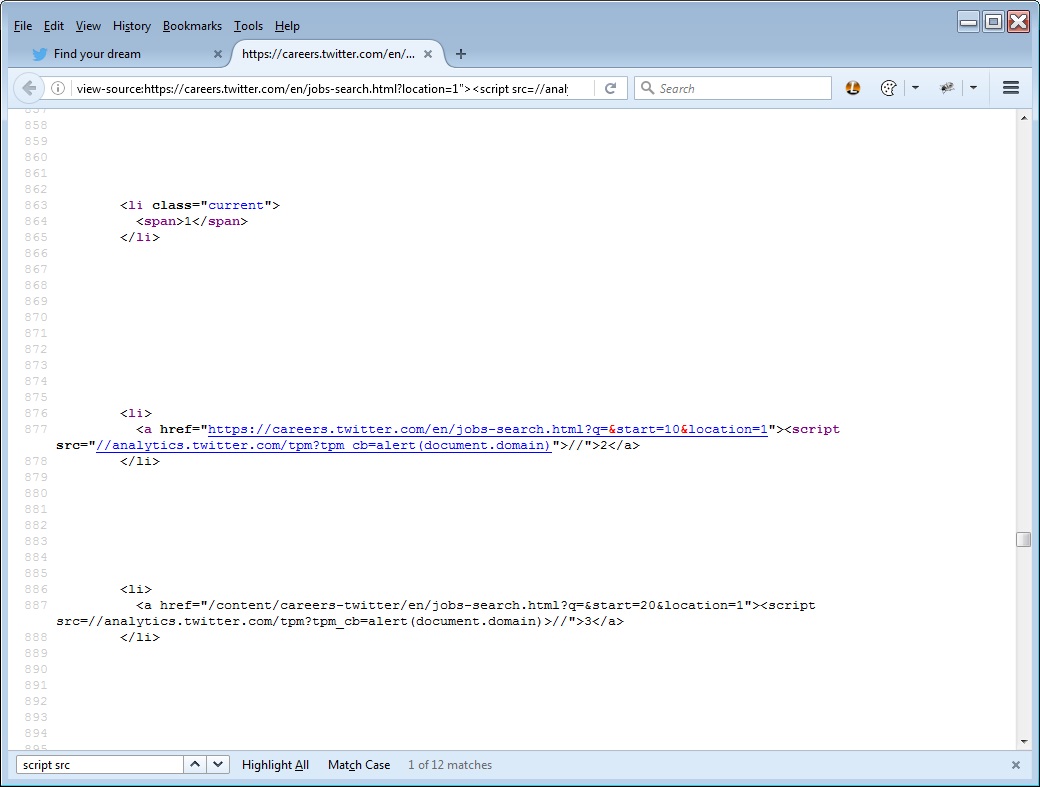 File Edit View History Bookmarks Tools Help
Find your dream × https://careers.twitter.com/en/... × +
view-source:https://careers.twitter.com/en/jobs-search.html?location=1"><script src=//anal Search
857
858
859
860
861
862
863 <li class="current">
864 <span>1</span>
865 </li>
866
867
868
869
870
871
872
873
874
875
876 <li>
877 <a href="https://careers.twitter.com/en/jobs-search.html?q=&start=10&location=1"><script
src="//analytics.twitter.com/tpm?tpm_cb=alert(document.domain)">//">2</a>
878 </li>
879
880
881
882
883
884
885
886 <li>
887 <a href="/content/careers-twitter/en/jobs-search.html?q=&start=20&location=1"><script
src=//analytics.twitter.com/tpm?tpm_cb=alert(document.domain)>//">3</a>
888 </li>
889
890
891
892
893
894
895
script src Highlight All Match Case 1 of 12 matches ×